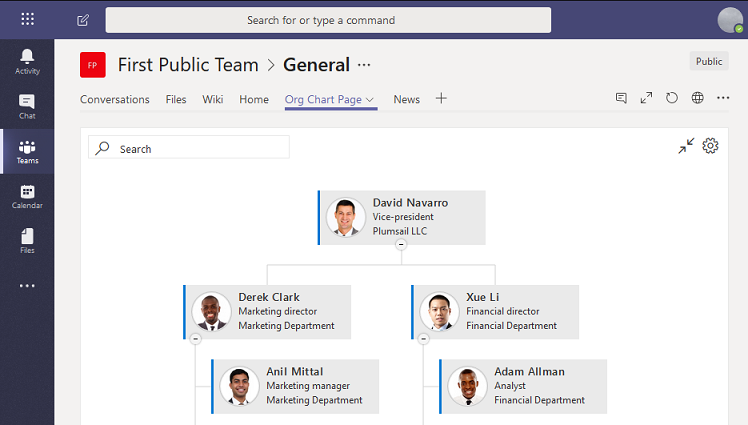 Search for or type a command
Activity
Chat
Teams
Calendar
Files
FP
First Public Team > General ...
Public
Conversations Files Wiki Home Org Chart Page News +
Search
David Navarro
Vice-president
Plumsail LLC
Derek Clark
Marketing director
Marketing Department
Xue Li
Financial director
Financial Department
Anil Mittal
Marketing manager
Marketing Department
Adam Allman
Analyst
Financial Department